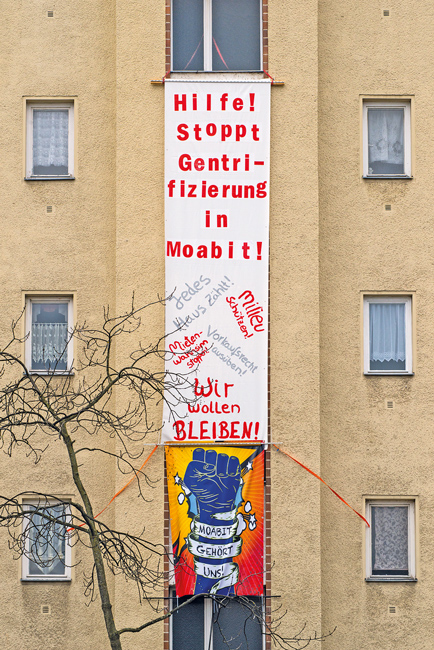 Hilfe!
Stoppt
Gentri-
fizierung
in
Moabit!
Jedes
Haus zählt!
Milieu
schützen!
Mieten-
wahnsinn
stoppen!
Vorkaufsrecht
ausüben!
Wir
wollen
BLEIBEN!
MOABIT
GEHÖRT
UNS!